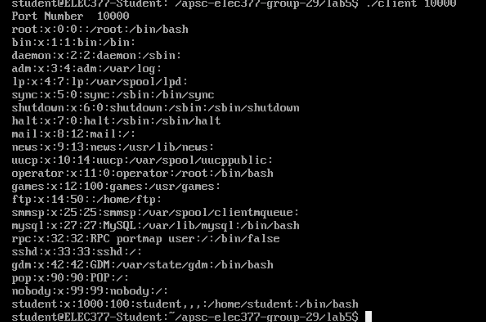 student@ELEC377-Student:~/apsc-elec377-group-29/lab5$ ./client 10000
Port Number  10000
root:x:0:0::/root:/bin/bash
bin:x:1:1:bin:/bin:
daemon:x:2:2:daemon:/sbin:
adm:x:3:4:adm:/var/log:
lp:x:4:7:lp:/var/spool/lpd:
sync:x:5:0:sync:/sbin:/bin/sync
shutdown:x:6:0:shutdown:/sbin:/sbin/shutdown
halt:x:7:0:halt:/sbin:/sbin/halt
mail:x:8:12:mail:/:
news:x:9:13:news:/usr/lib/news:
uucp:x:10:14:uucp:/var/spool/uucppublic:
operator:x:11:0:operator:/root:/bin/bash
games:x:12:100:games:/usr/games:
ftp:x:14:50::/home/ftp:
smmsp:x:25:25:smmsp:/var/spool/clientmqueue:
mysql:x:27:27:MySQL:/var/lib/mysql:/bin/bash
rpc:x:32:32:RPC portmap user:/:/bin/false
sshd:x:33:33:sshd:/:
gdm:x:42:42:GDM:/var/state/gdm:/bin/bash
pop:x:90:90:POP:/:
nobody:x:99:99:nobody:/:
student:x:1000:100:student,,,:/home/student:/bin/bash
student@ELEC377-Student:~/apsc-elec377-group-29/lab5$